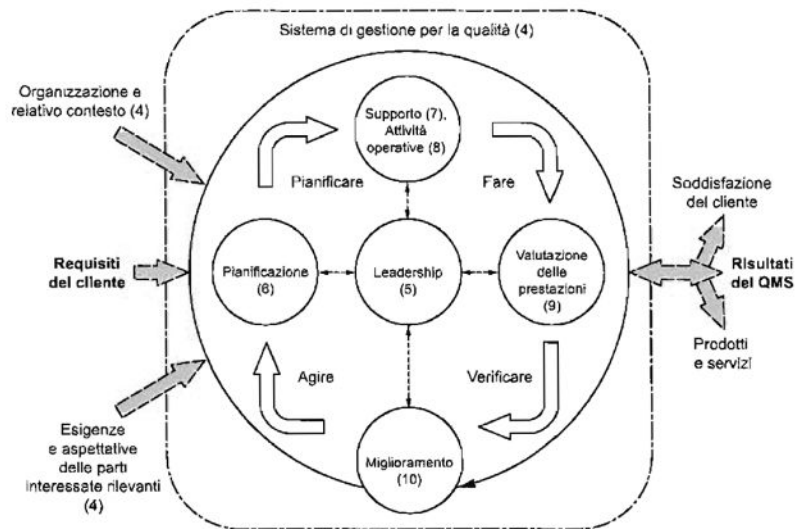 Sistema di gestione per la qualità (4)
Organizzazione e
relativo contesto (4)
Supporto (7),
Attività
operative (8)
Pianificare
Fare
Soddisfazione
del cliente
Requisiti
del cliente
Pianificazione
(6)
Leadership
(5)
Valutazione
delle
prestazioni
(9)
Risultati
del QMS
Agire
Verificare
Prodotti
e servizi
Esigenze
e aspettative
delle parti
interessate rilevanti
(4)
Miglioramento
(10)